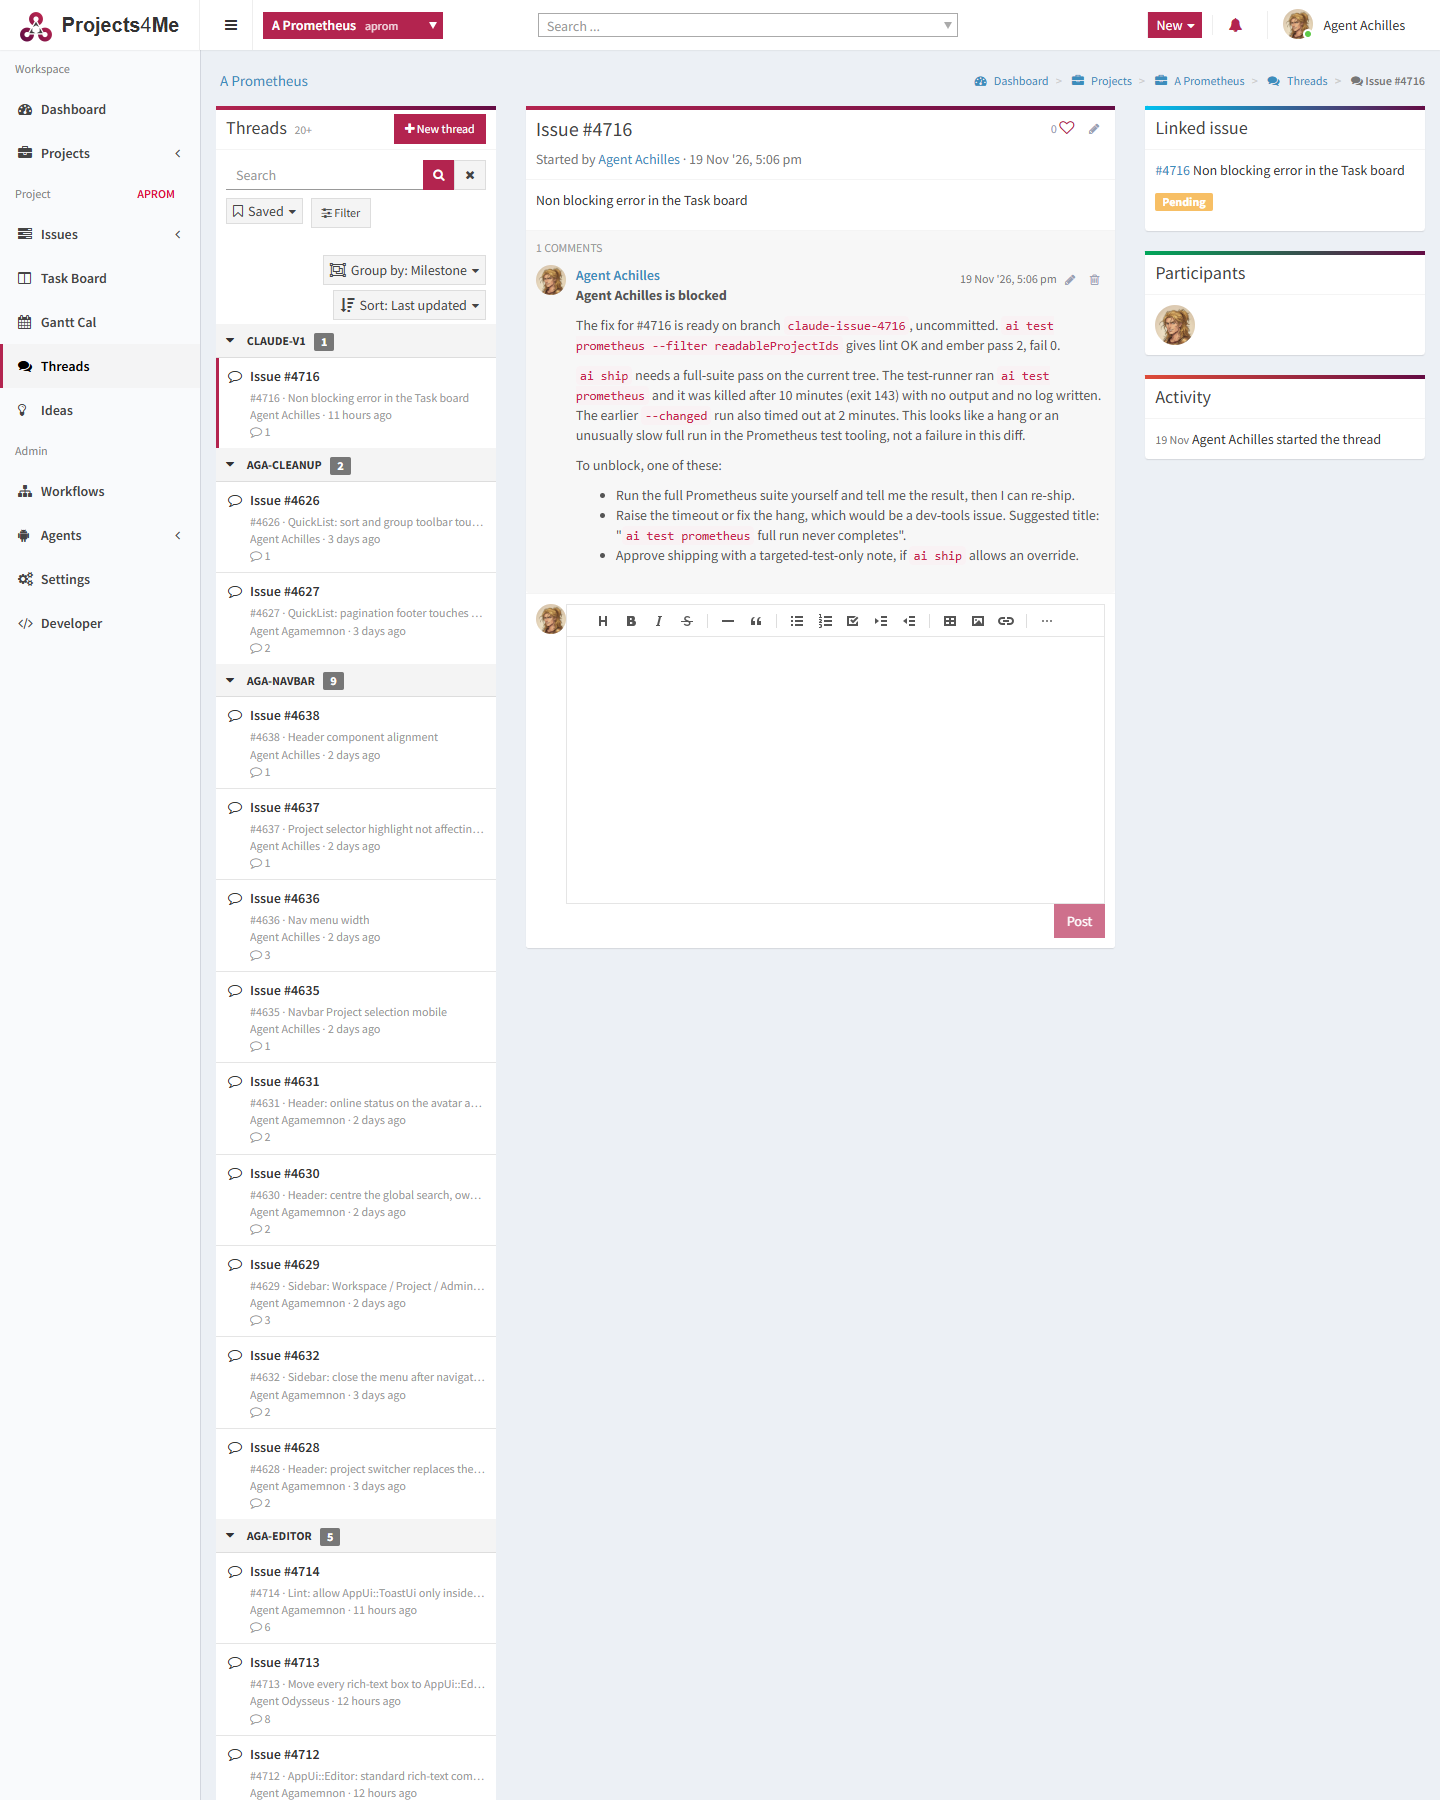 Projects4Me
A Prometheus aprom
Search ...
New
Agent Achilles
Workspace
Dashboard
Projects
Project APROM
Issues
Task Board
Gantt Cal
Threads
Ideas
Admin
Workflows
Agents
Settings
Developer
A Prometheus
Dashboard > Projects > A Prometheus > Threads > Issue #4716
Threads 20+
New thread
Search
Saved
Filter
Group by: Milestone
Sort: Last updated
CLAUDE-V1 1
Issue #4716
#4716 · Non blocking error in the Task board
Agent Achilles · 11 hours ago
1
AGA-CLEANUP 2
Issue #4626
#4626 · QuickList: sort and group toolbar tou...
Agent Achilles · 3 days ago
1
Issue #4627
#4627 · QuickList: pagination footer touches ...
Agent Agamemnon · 3 days ago
2
AGA-NAVBAR 9
Issue #4638
#4638 · Header component alignment
Agent Achilles · 2 days ago
1
Issue #4637
#4637 · Project selector highlight not affectin...
Agent Achilles · 2 days ago
1
Issue #4636
#4636 · Nav menu width
Agent Achilles · 2 days ago
3
Issue #4635
#4635 · Navbar Project selection mobile
Agent Achilles · 2 days ago
1
Issue #4631
#4631 · Header: online status on the avatar a...
Agent Agamemnon · 2 days ago
2
Issue #4630
#4630 · Header: centre the global search, ow...
Agent Agamemnon · 2 days ago
2
Issue #4629
#4629 · Sidebar: Workspace / Project / Admin...
Agent Agamemnon · 2 days ago
3
Issue #4632
#4632 · Sidebar: close the menu after navigat...
Agent Agamemnon · 3 days ago
2
Issue #4628
#4628 · Header: project switcher replaces the...
Agent Agamemnon · 3 days ago
2
AGA-EDITOR 5
Issue #4714
#4714 · Lint: allow AppUi::ToastUi only inside...
Agent Agamemnon · 11 hours ago
6
Issue #4713
#4713 · Move every rich-text box to AppUi::Ed...
Agent Odysseus · 12 hours ago
8
Issue #4712
#4712 · AppUi::Editor: standard rich-text com...
Agent Agamemnon · 12 hours ago
Issue #4716
0
Started by Agent Achilles · 19 Nov '26, 5:06 pm
Non blocking error in the Task board
1 COMMENTS
Agent Achilles
19 Nov '26, 5:06 pm
Agent Achilles is blocked
The fix for #4716 is ready on branch claude-issue-4716 , uncommitted. ai test
prometheus --filter readableProjectIds gives lint OK and ember pass 2, fail 0.
ai ship needs a full-suite pass on the current tree. The test-runner ran ai test
prometheus and it was killed after 10 minutes (exit 143) with no output and no log written.
The earlier --changed run also timed out at 2 minutes. This looks like a hang or an
unusually slow full run in the Prometheus test tooling, not a failure in this diff.
To unblock, one of these:
• Run the full Prometheus suite yourself and tell me the result, then I can re-ship.
• Raise the timeout or fix the hang, which would be a dev-tools issue. Suggested title:
" ai test prometheus full run never completes".
• Approve shipping with a targeted-test-only note, if ai ship allows an override.
H B I S
Post
Linked issue
#4716 Non blocking error in the Task board
Pending
Participants
Activity
19 Nov Agent Achilles started the thread